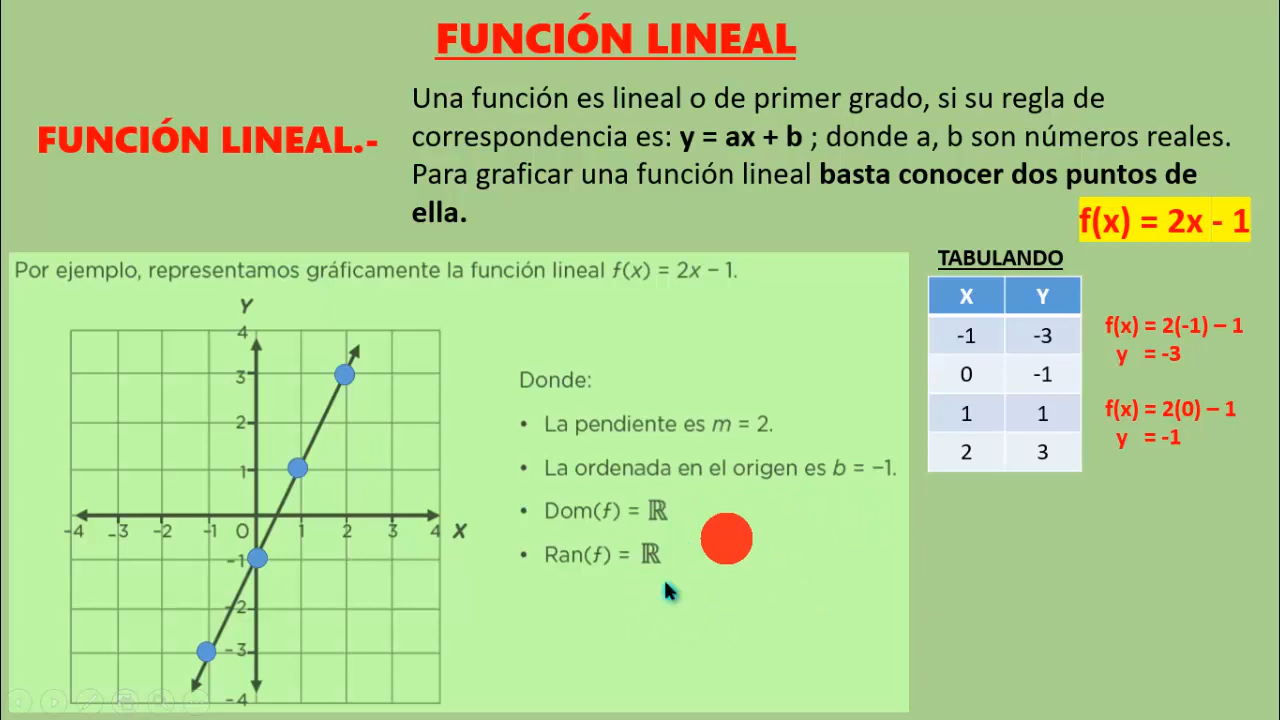 FUNCIÓN LINEAL
FUNCIÓN LINEAL.-
Una función es lineal o de primer grado, si su regla de
correspondencia es: y = ax + b ; donde a, b son números reales.
Para graficar una función lineal basta conocer dos puntos de
ella.
f(x) = 2x - 1
Por ejemplo, representamos gráficamente la función lineal f(x) = 2x − 1.
Y
4
3
2
1
-4 -3 -2 -1 0 1 2 3 4 X
-1
-2
-3
-4
Donde:
• La pendiente es m = 2.
• La ordenada en el origen es b = −1.
• Dom(f) = ℝ
• Ran(f) = ℝ
TABULANDO
X Y
-1 -3
0 -1
1 1
2 3
f(x) = 2(-1) – 1
y = -3
f(x) = 2(0) – 1
y = -1